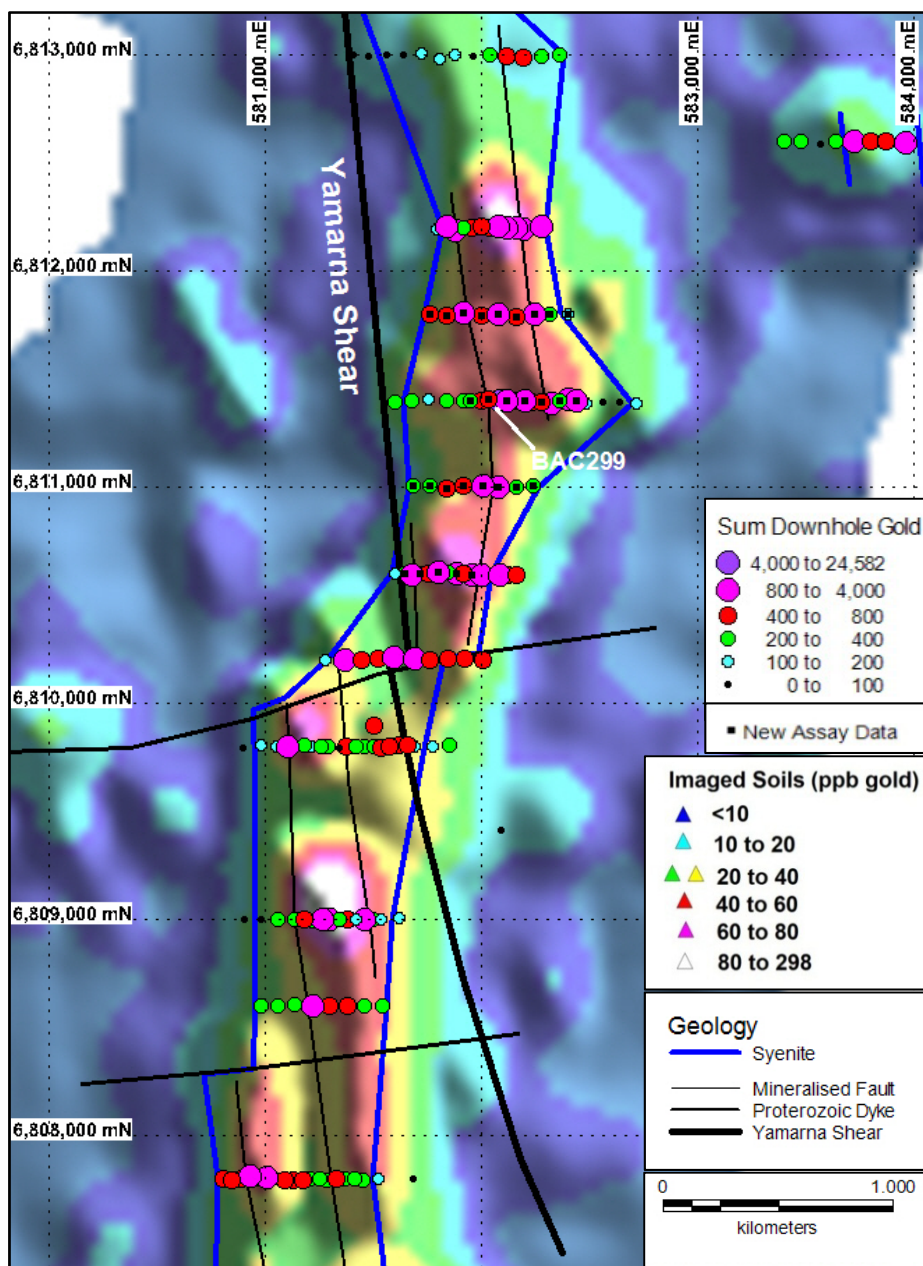 6,813,000 mN
581,000 mE
583,000 mE
584,000 mE
Yamarna Shear
6,812,000 mN
BAC299
6,811,000 mN
Sum Downhole Gold
4,000 to 24,582
800 to 4,000
400 to 800
200 to 400
100 to 200
0 to 100
New Assay Data
6,810,000 mN
Imaged Soils (ppb gold)
<10
10 to 20
20 to 40
40 to 60
60 to 80
80 to 298
6,809,000 mN
Geology
Syenite
Mineralised Fault
Proterozoic Dyke
Yamarna Shear
6,808,000 mN
0 1.000
kilometers